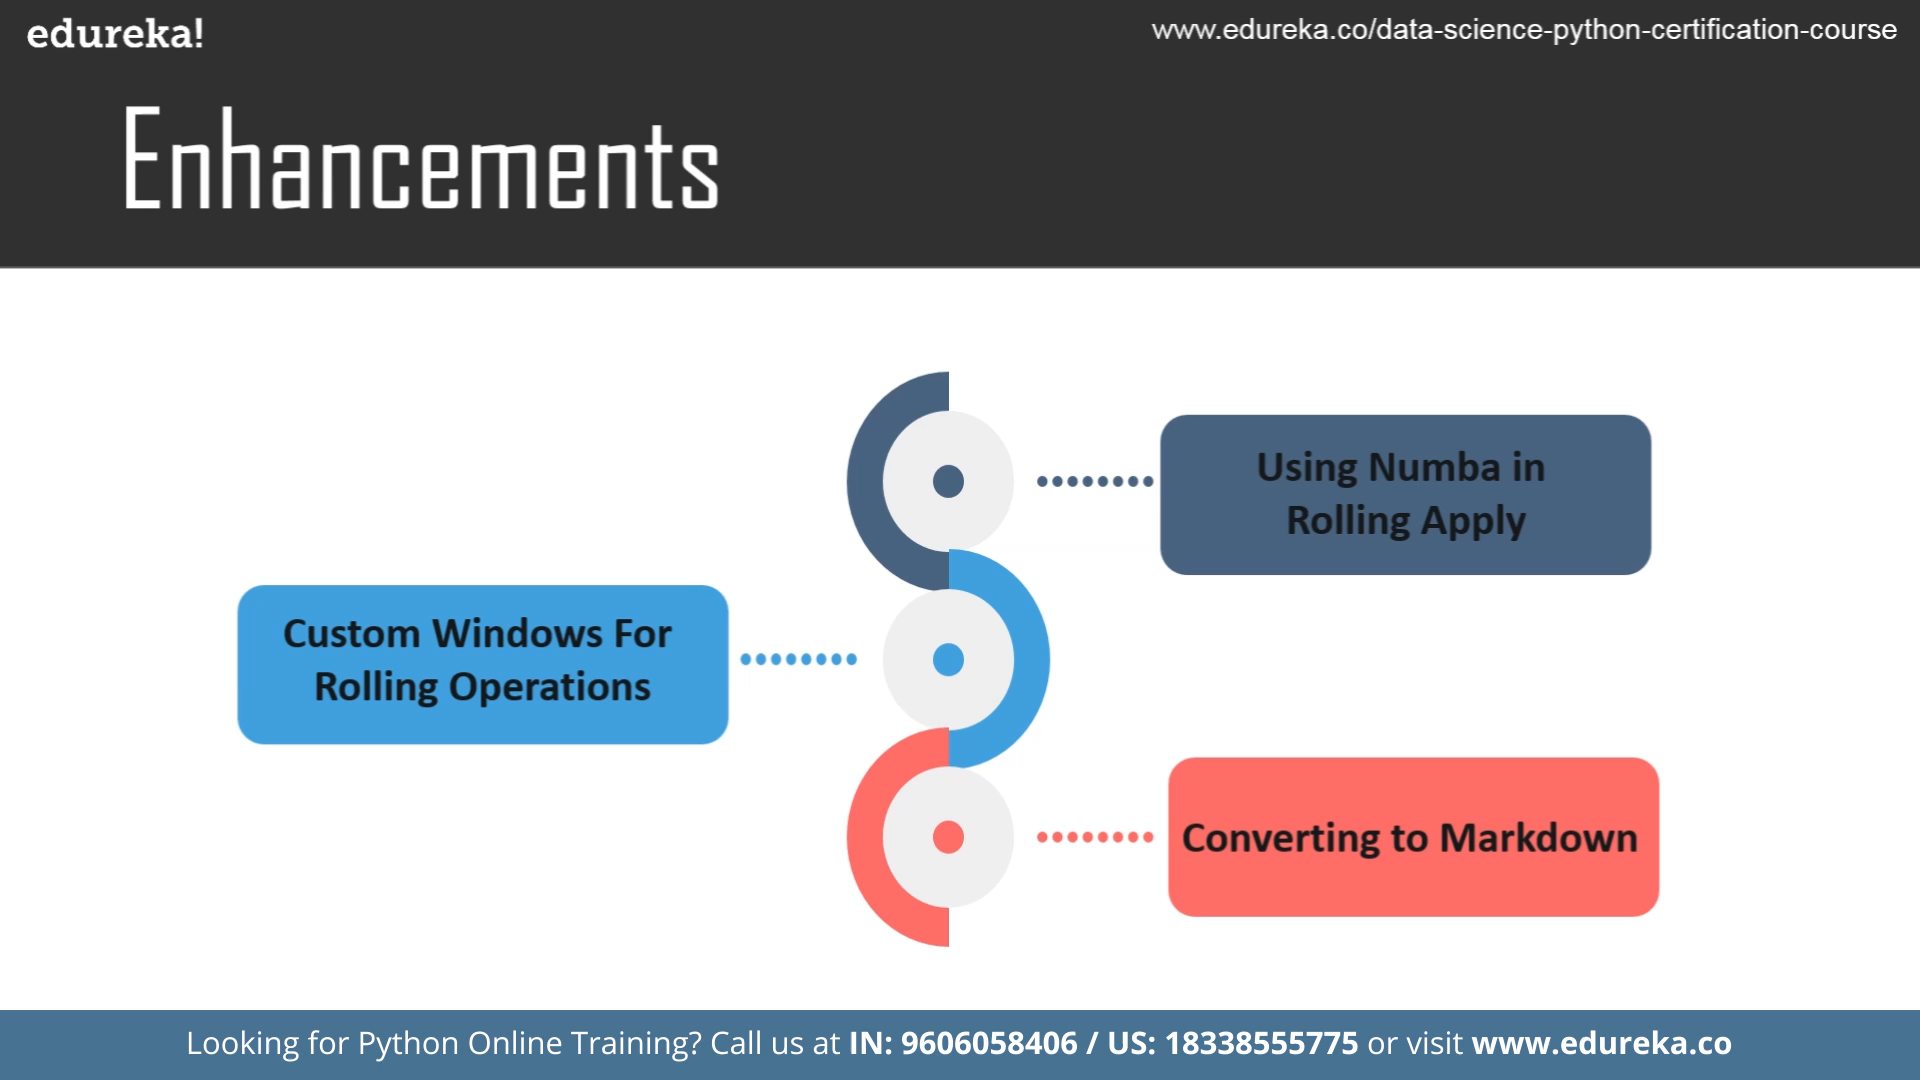 edureka!
www.edureka.co/data-science-python-certification-course
Enhancements
Using Numba in
Rolling Apply
Custom Windows For
Rolling Operations
Converting to Markdown
Looking for Python Online Training? Call us at IN: 9606058406 / US: 18338555775 or visit www.edureka.co